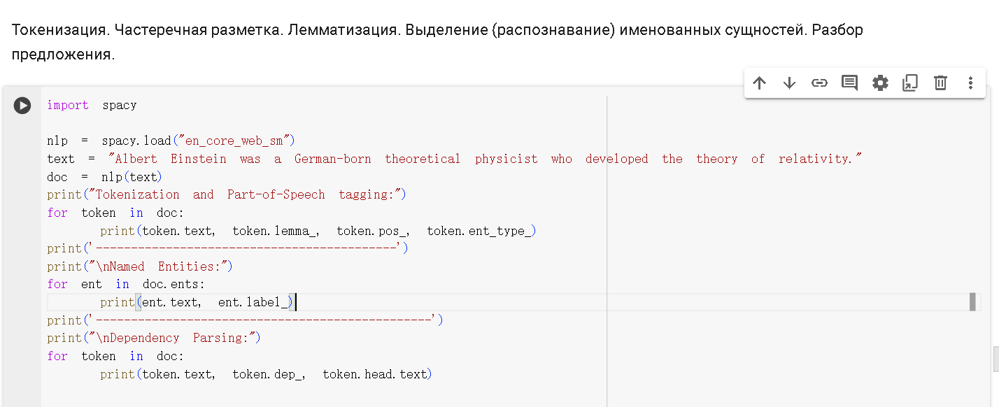 Токенизация. Частеречная разметка. Лемматизация. Выделение (распознавание) именованных сущностей. Разбор
предложения.
import spacy
nlp = spacy.load("en_core_web_sm")
text = "Albert Einstein was a German-born theoretical physicist who developed the theory of relativity."
doc = nlp(text)
print("Tokenization and Part-of-Speech tagging:")
for token in doc:
print(token.text, token.lemma_, token.pos_, token.ent_type_)
print('-------------------------------------------')
print("\nNamed Entities:")
for ent in doc.ents:
print(ent.text, ent.label_)
print('------------------------------------------------')
print("\nDependency Parsing:")
for token in doc:
print(token.text, token.dep_, token.head.text)